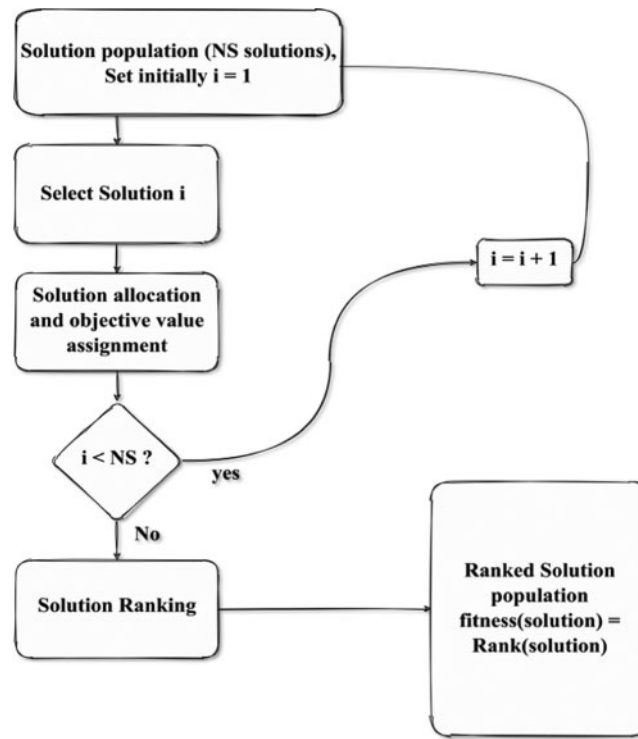 Solution population (NS solutions),
Set initially i = 1
Select Solution i
i = i + 1
Solution allocation
and objective value
assignment
i < NS ?
yes
No
Solution Ranking
Ranked Solution
population
fitness(solution) =
Rank(solution)